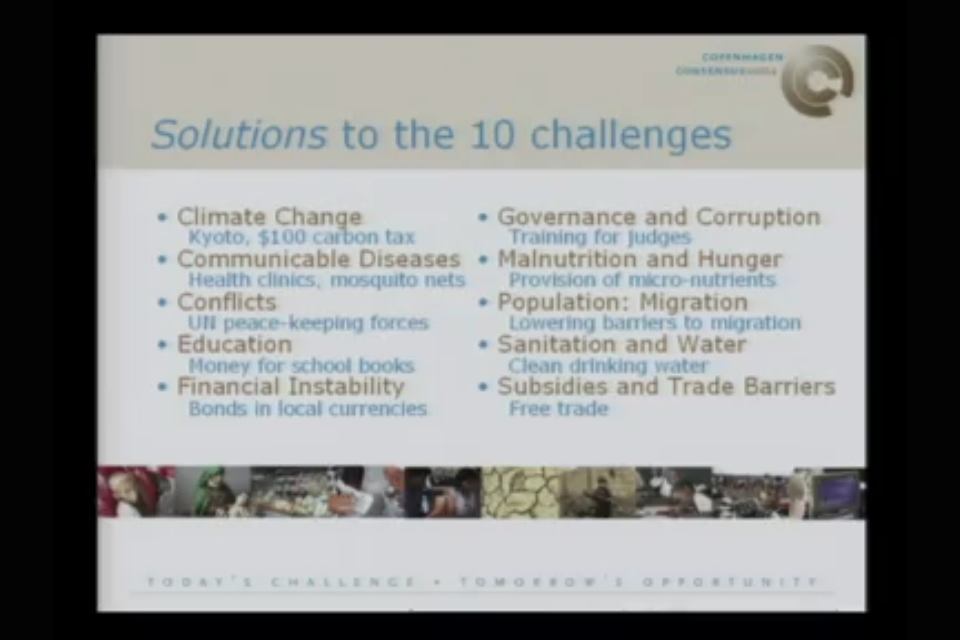 COPENHAGEN
CONSENSUS
Solutions to the 10 challenges
• Climate Change
Kyoto, $100 carbon tax
• Communicable Diseases
Health clinics, mosquito nets
• Conflicts
UN peace-keeping forces
• Education
Money for school books
• Financial Instability
Bonds in local currencies
• Governance and Corruption
Training for judges
• Malnutrition and Hunger
Provision of micro-nutrients
• Population: Migration
Lowering barriers to migration
• Sanitation and Water
Clean drinking water
• Subsidies and Trade Barriers
Free trade
TODAY'S CHALLENGE • TOMORROW'S OPPORTUNITY